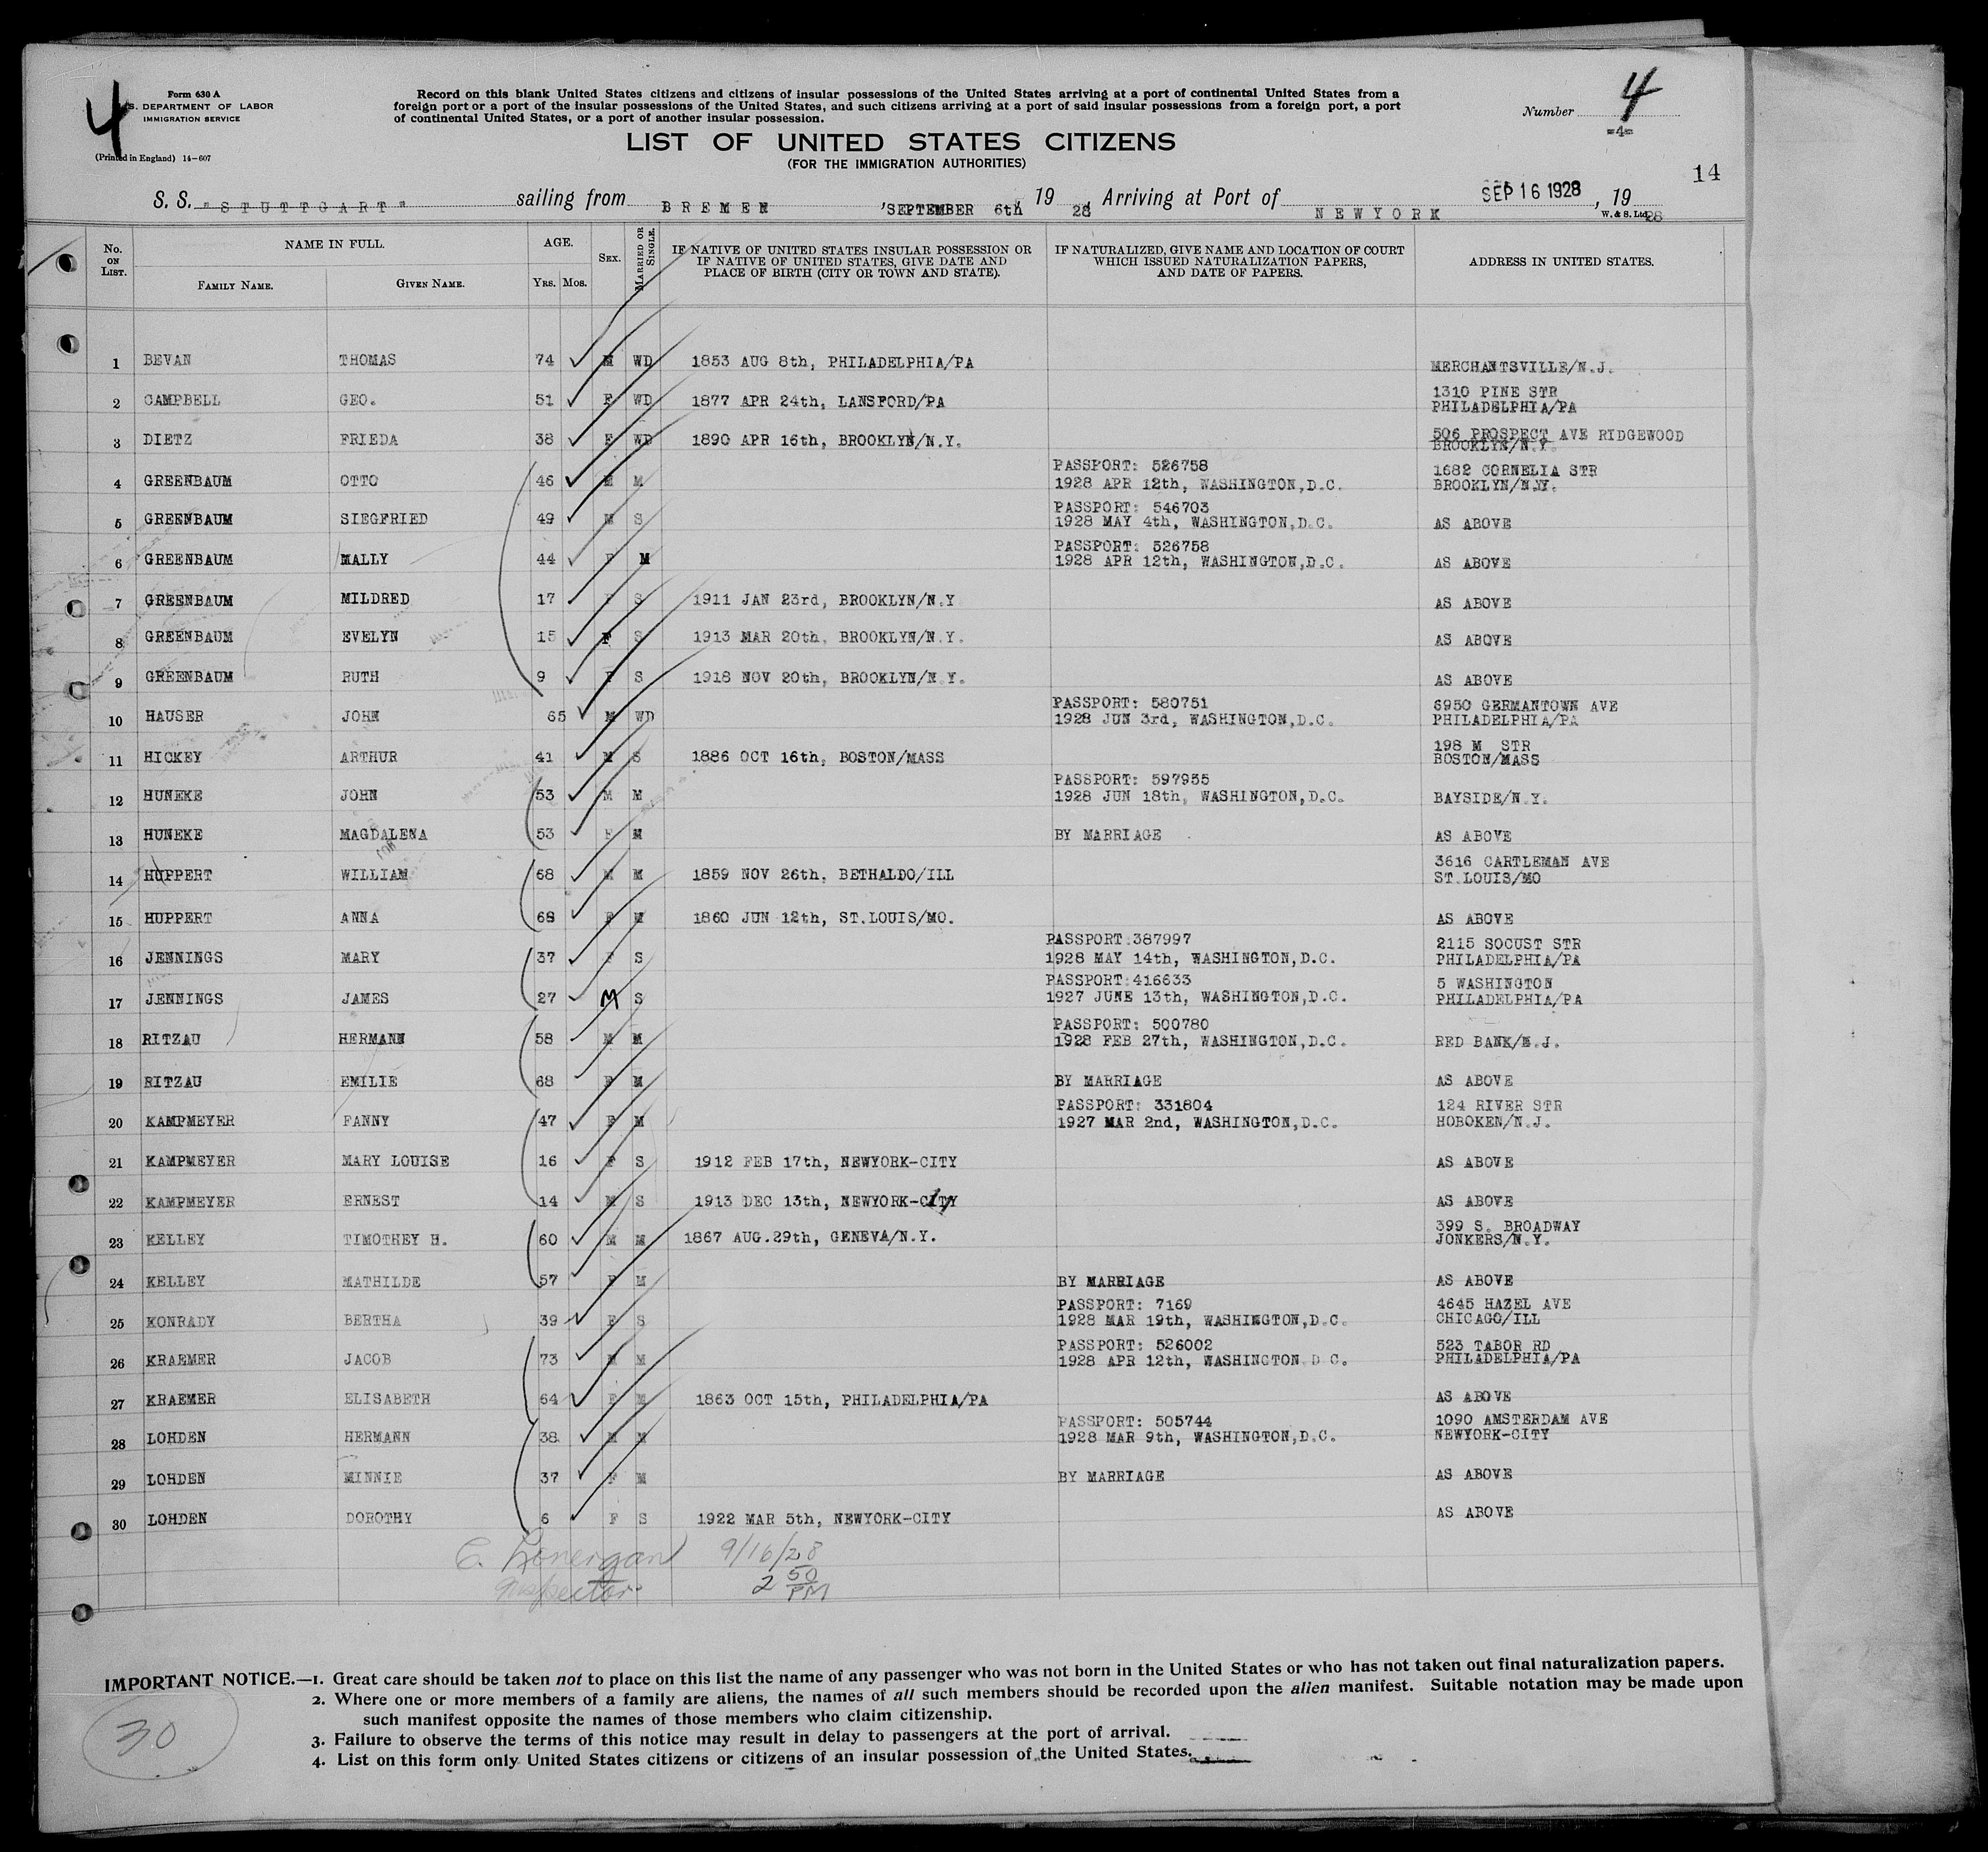 4
Form 630 A
U.S. DEPARTMENT OF LABOR
IMMIGRATION SERVICE
(Printed in England) 14-607
Record on this blank United States citizens and citizens of insular possessions of the United States arriving at a port of continental United States from a
foreign port or a port of the insular possessions of the United States, and such citizens arriving at a port of said insular possessions from a foreign port, a port
of continental United States, or a port of another insular possession.
LIST OF UNITED STATES CITIZENS
(FOR THE IMMIGRATION AUTHORITIES)
Number 4
=4=
14
S. S. "STUTTGART" sailing from BREMEN, SEPTEMBER 6th 1928, Arriving at Port of NEWYORK SEP 16 1928, 1928
W. & S. Ltd.
No. ON LIST. NAME IN FULL. AGE. SEX. MARRIED OR SINGLE. IF NATIVE OF UNITED STATES INSULAR POSSESSION OR IF NATIVE OF UNITED STATES, GIVE DATE AND PLACE OF BIRTH (CITY OR TOWN AND STATE). IF NATURALIZED, GIVE NAME AND LOCATION OF COURT WHICH ISSUED NATURALIZATION PAPERS, AND DATE OF PAPERS. ADDRESS IN UNITED STATES.
FAMILY NAME. GIVEN NAME. YRS. MOS.
1 BEVAN THOMAS 74 M WD 1853 AUG 8th, PHILADELPHIA/PA MERCHANTSVILLE/N.J.
2 CAMPBELL GEO. 51 F WD 1877 APR 24th, LANSFORD/PA 1310 PINE STR
PHILADELPHIA/PA
3 DIETZ FRIEDA 38 F WD 1890 APR 16th, BROOKLYN/N.Y. 506 PROSPECT AVE RIDGEWOOD
BROOKLYN/N.Y.
4 GREENBAUM OTTO 46 M M PASSPORT: 526758 1682 CORNELIA STR
1928 APR 12th, WASHINGTON,D.C. BROOKLYN/N.Y.
5 GREENBAUM SIEGFRIED 49 M S PASSPORT: 546703
1928 MAY 4th, WASHINGTON,D.C. AS ABOVE
6 GREENBAUM MALLY 44 F M PASSPORT: 526758
1928 APR 12th, WASHINGTON,D.C. AS ABOVE
7 GREENBAUM MILDRED 17 F S 1911 JAN 23rd, BROOKLYN/N.Y AS ABOVE
8 GREENBAUM EVELYN 15 F S 1913 MAR 20th, BROOKLYN/N.Y. AS ABOVE
9 GREENBAUM RUTH 9 F S 1918 NOV 20th, BROOKLYN/N.Y. AS ABOVE
10 HAUSER JOHN 65 M WD PASSPORT: 580751 6950 GERMANTOWN AVE
1928 JUN 3rd, WASHINGTON,D.C. PHILADELPHIA/PA
11 HICKEY ARTHUR 41 M S 1886 OCT 16th, BOSTON/MASS 198 M STR
BOSTON/MASS
12 HUNEKE JOHN 53 M M PASSPORT: 597955
1928 JUN 18th, WASHINGTON,D.C. BAYSIDE/N.Y.
13 HUNEKE MAGDALENA 53 F M BY MARRIAGE AS ABOVE
14 HUPPERT WILLIAM 68 M M 1859 NOV 26th, BETHALDO/ILL 3616 CARTLEMAN AVE
ST.LOUIS/MO
15 HUPPERT ANNA 68 F M 1860 JUN 12th, ST.LOUIS/MO. AS ABOVE
16 JENNINGS MARY 37 F S PASSPORT:387997 2115 SOCUST STR
1928 MAY 14th, WASHINGTON,D.C. PHILADELPHIA/PA
17 JENNINGS JAMES 27 M S PASSPORT:416633 5 WASHINGTON
1927 JUNE 13th, WASHINGTON,D.C. PHILADELPHIA/PA
18 RITZAU HERMANN 58 M M PASSPORT: 500780
1928 FEB 27th, WASHINGTON,D.C. RED BANK/N.J.
19 RITZAU EMILIE 68 F M BY MARRIAGE AS ABOVE
20 KAMPMEYER FANNY 47 F M PASSPORT: 331804 124 RIVER STR
1927 MAR 2nd, WASHINGTON,D.C. HOBOKEN/N.J.
21 KAMPMEYER MARY LOUISE 16 F S 1912 FEB 17th, NEWYORK-CITY AS ABOVE
22 KAMPMEYER ERNEST 14 M S 1913 DEC 13th, NEWYORK-CITY AS ABOVE
23 KELLEY TIMOTHEY H. 60 M M 1867 AUG.29th, GENEVA/N.Y. 399 S. BROADWAY
JONKERS/N.Y.
24 KELLEY MATHILDE 57 F M BY MARRIAGE AS ABOVE
25 KONRADY BERTHA 39 F S PASSPORT: 7169 4645 HAZEL AVE
1928 MAR 19th, WASHINGTON,D.C. CHICAGO/ILL
26 KRAEMER JACOB 73 M M PASSPORT: 526002 523 TABOR RD
1928 APR 12th, WASHINGTON D C. PHILADELPHIA/PA
27 KRAEMER ELISABETH 64 F M 1863 OCT 15th, PHILADELPHIA/PA AS ABOVE
28 LOHDEN HERMANN 38 M M PASSPORT: 505744 1090 AMSTERDAM AVE
1928 MAR 9th, WASHINGTON,D.C. NEWYORK-CITY
29 LOHDEN MINNIE 37 F M BY MARRIAGE AS ABOVE
30 LOHDEN DOROTHY 6 F S 1922 MAR 5th, NEWYORK-CITY AS ABOVE
C. Lonergan 9/16/28
Inspector 2 50 PM
IMPORTANT NOTICE.—1. Great care should be taken not to place on this list the name of any passenger who was not born in the United States or who has not taken out final naturalization papers.
2. Where one or more members of a family are aliens, the names of all such members should be recorded upon the alien manifest. Suitable notation may be made upon
such manifest opposite the names of those members who claim citizenship.
3. Failure to observe the terms of this notice may result in delay to passengers at the port of arrival.
4. List on this form only United States citizens or citizens of an insular possession of the United States.
30